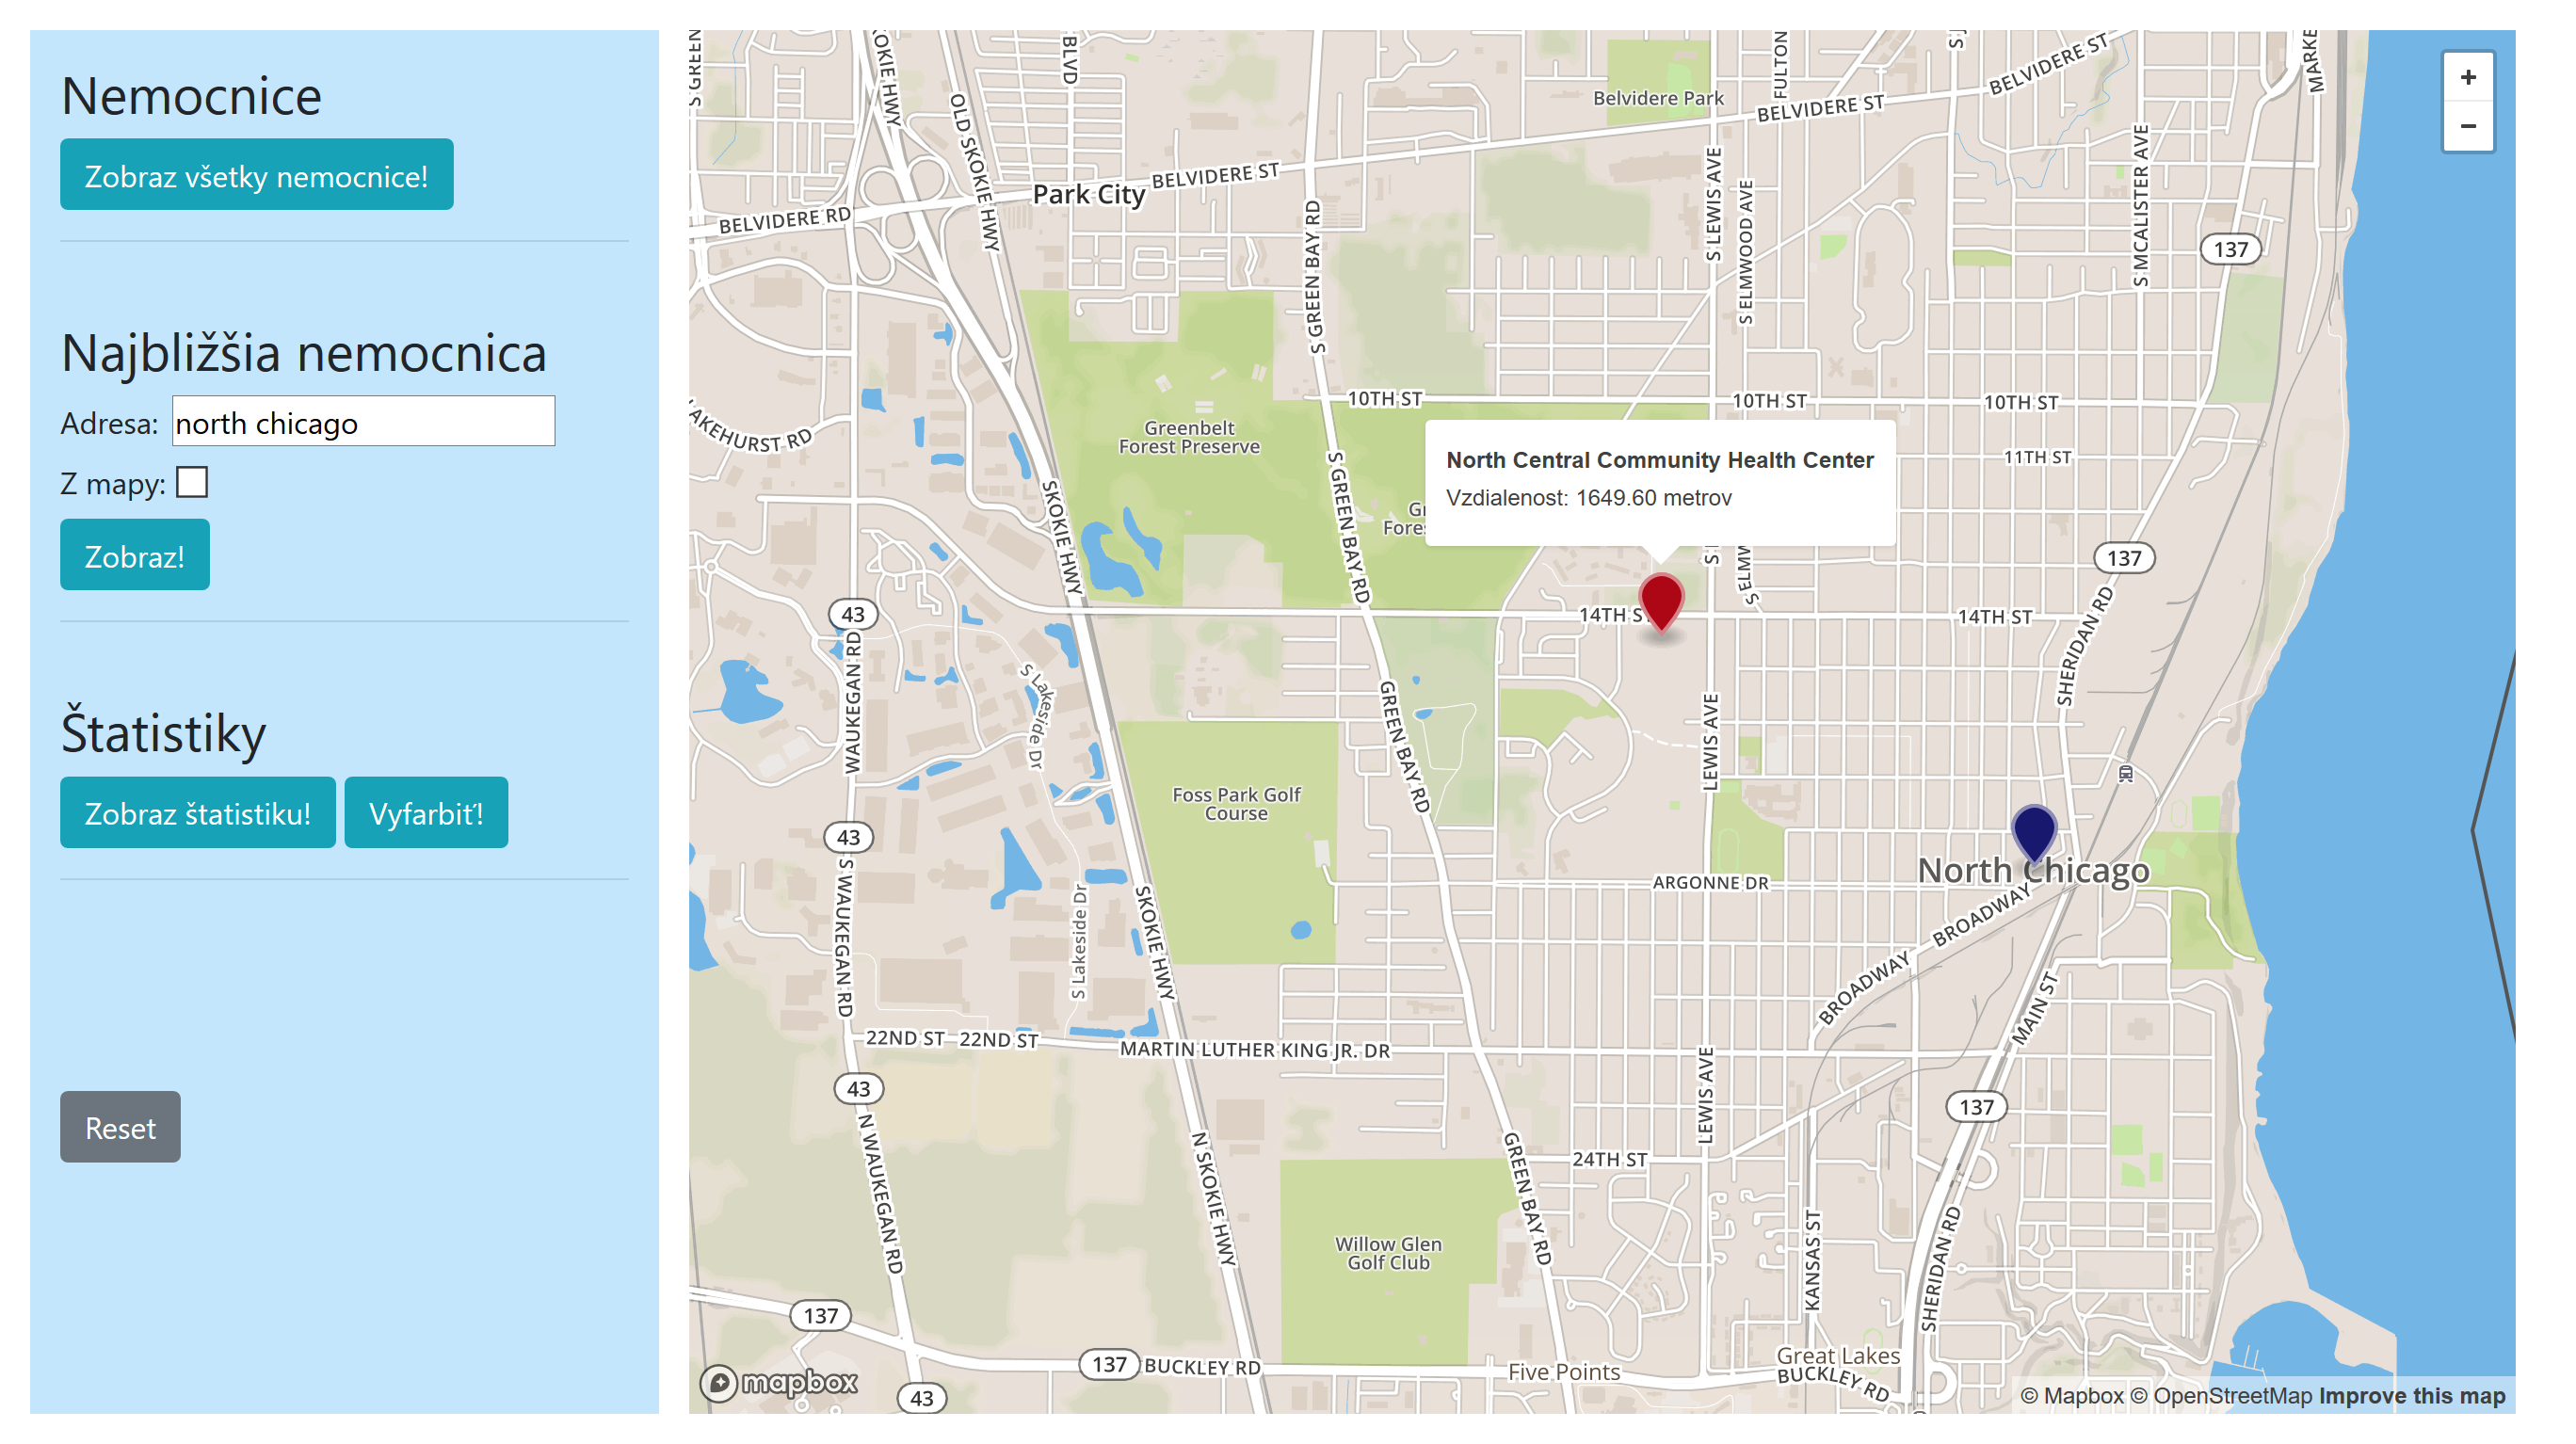 Nemocnice
Zobraz všetky nemocnice!
Najbližšia nemocnica
Adresa: north chicago
Z mapy:
Zobraz!
Štatistiky
Zobraz štatistiku! Vyfarbiť!
Reset
+
−
S GREEN
SKOKIE HWY
OLD SKOKIE HWY
BLVD
FULTON
BELVIDERE ST
Belvidere Park
BELVIDERE ST
BELVIDERE ST
BELVIDERE RD
Park City
S GREEN BAY RD
S LEWIS AVE
S ELMWOOD AVE
S MCALISTER AVE
137
10TH ST
10TH ST
10TH ST
LAKEHURST RD
Greenbelt
Forest Preserve
11TH ST
North Central Community Health Center
Vzdialenost: 1649.60 metrov
SKOKIE HWY
S GREEN BAY RD
137
43
14TH ST
14TH ST
SHERIDAN RD
WAUKEGAN RD
S Lakeside Dr
GREEN BAY RD
LEWIS AVE
Foss Park Golf
Course
43
North Chicago
ARGONNE DR
BROADWAY
BROADWAY
S WAUKEGAN RD
S Lakeside Dr
SKOKIE HWY
MAIN ST
22ND ST
22ND ST
MARTIN LUTHER KING JR. DR
LEWIS AVE
43
137
N WAUKEGAN RD
N SKOKIE HWY
GREEN BAY RD
24TH ST
KANSAS ST
SHERIDAN RD
Willow Glen
Golf Club
137
137
BUCKLEY RD
Five Points
Great Lakes
BUCKLEY RD
43
mapbox
© Mapbox © OpenStreetMap Improve this map